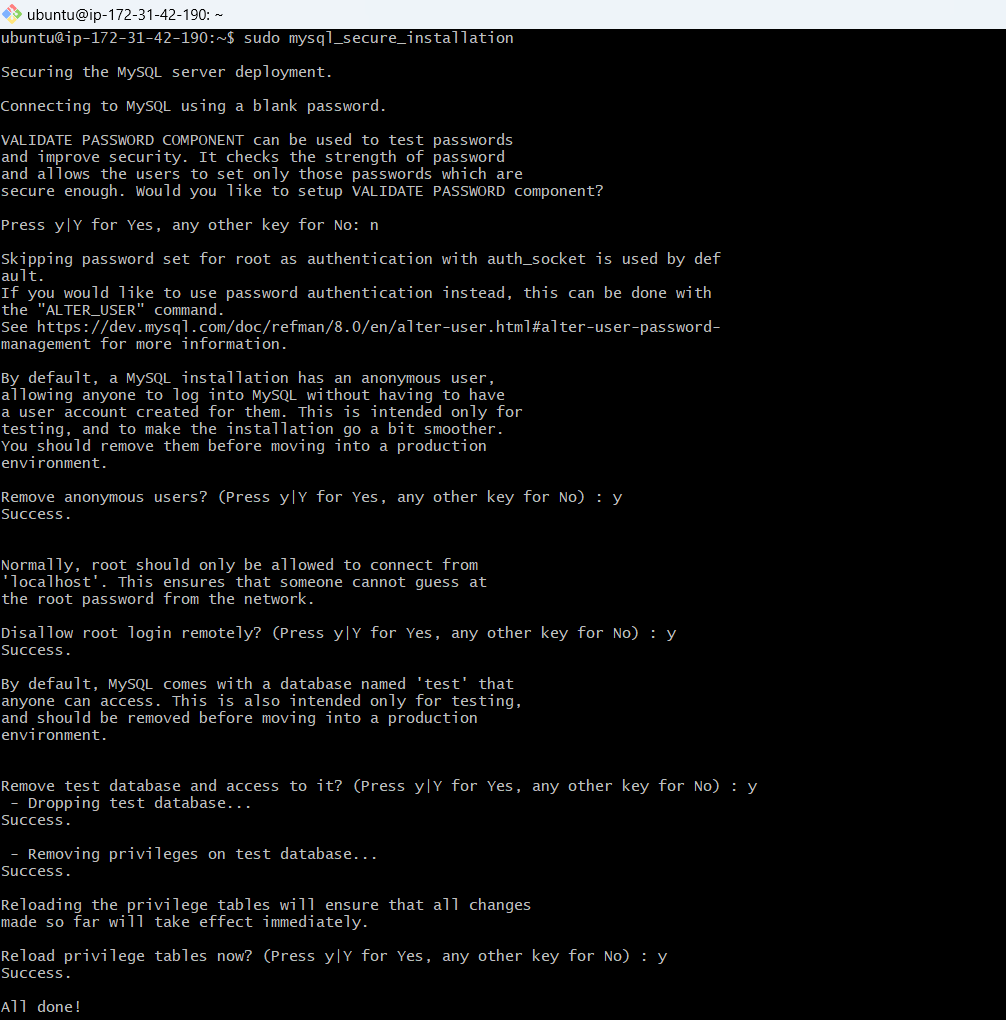 ubuntu@ip-172-31-42-190: ~
ubuntu@ip-172-31-42-190:~$ sudo mysql_secure_installation
Securing the MySQL server deployment.
Connecting to MySQL using a blank password.
VALIDATE PASSWORD COMPONENT can be used to test passwords
and improve security. It checks the strength of password
and allows the users to set only those passwords which are
secure enough. Would you like to setup VALIDATE PASSWORD component?
Press y|Y for Yes, any other key for No: n
Skipping password set for root as authentication with auth_socket is used by def
ault.
If you would like to use password authentication instead, this can be done with
the "ALTER_USER" command.
See https://dev.mysql.com/doc/refman/8.0/en/alter-user.html#alter-user-password-
management for more information.
By default, a MySQL installation has an anonymous user,
allowing anyone to log into MySQL without having to have
a user account created for them. This is intended only for
testing, and to make the installation go a bit smoother.
You should remove them before moving into a production
environment.
Remove anonymous users? (Press y|Y for Yes, any other key for No) : y
Success.
Normally, root should only be allowed to connect from
'localhost'. This ensures that someone cannot guess at
the root password from the network.
Disallow root login remotely? (Press y|Y for Yes, any other key for No) : y
Success.
By default, MySQL comes with a database named 'test' that
anyone can access. This is also intended only for testing,
and should be removed before moving into a production
environment.
Remove test database and access to it? (Press y|Y for Yes, any other key for No) : y
 - Dropping test database...
Success.
 - Removing privileges on test database...
Success.
Reloading the privilege tables will ensure that all changes
made so far will take effect immediately.
Reload privilege tables now? (Press y|Y for Yes, any other key for No) : y
Success.
All done!